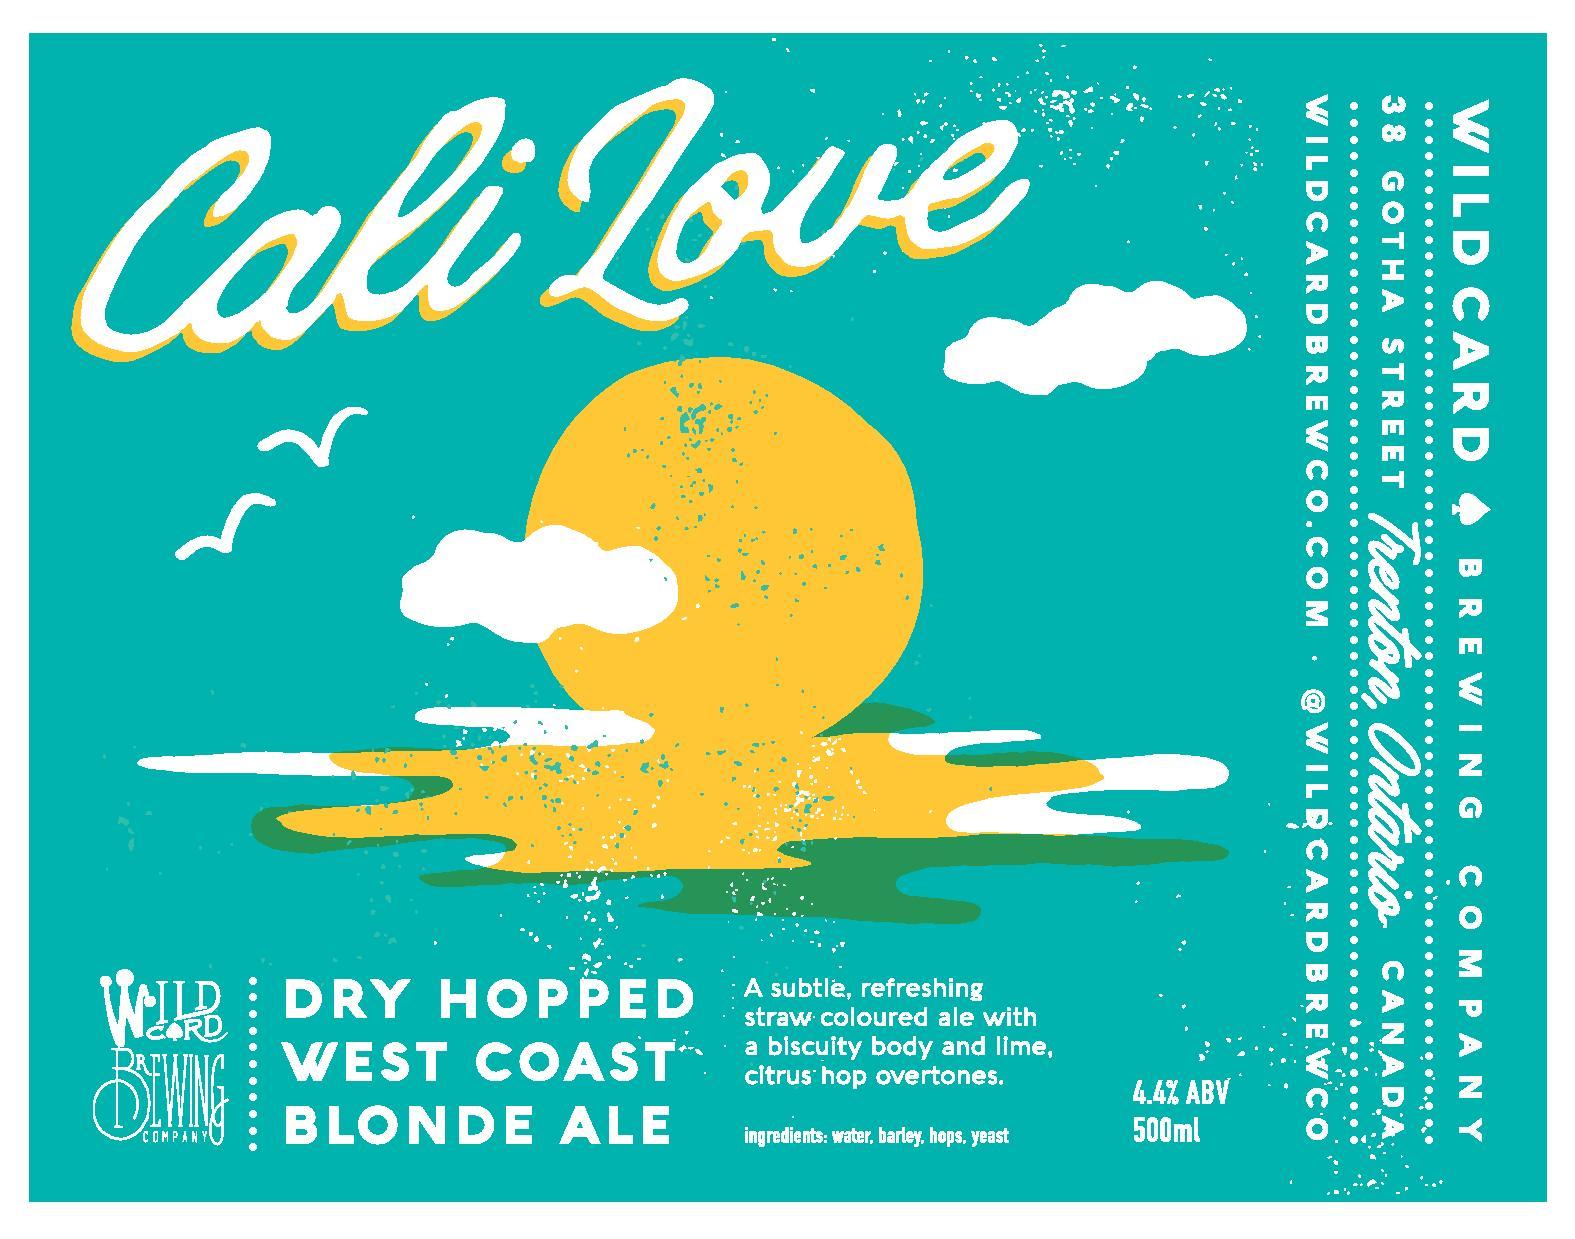 Cali Love
WILD
CARD
BREWING
COMPANY
DRY HOPPED
WEST COAST
BLONDE ALE
A subtle, refreshing
straw coloured ale with
a biscuity body and lime,
citrus hop overtones.
ingredients: water, barley, hops, yeast
4.4% ABV
500ml
WILD CARD BREWING COMPANY
38 GOTHA STREET Trenton, Ontario CANADA
WILDCARDBREWCO.COM · @WILDCARDBREWCO